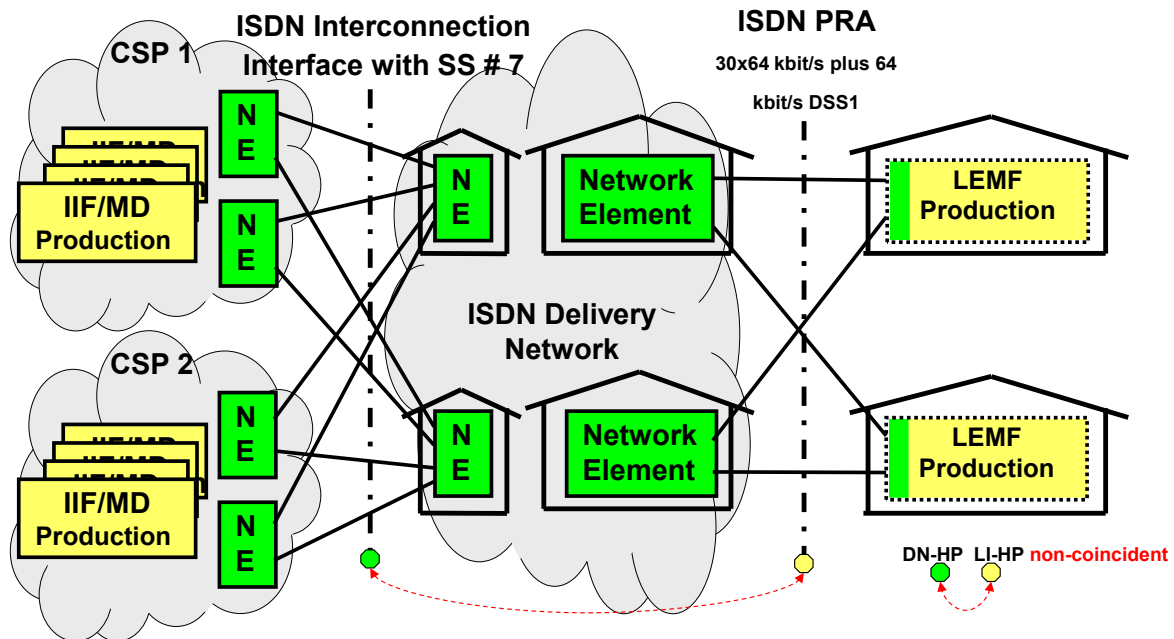 ISDN Interconnection
Interface with SS # 7
ISDN PRA
30x64 kbit/s plus 64
kbit/s DSS1
CSP 1
N
E
N
E
IIF/MD
Production
N
E
Network
Element
LEMF
Production
ISDN Delivery
Network
CSP 2
N
E
N
E
IIF/MD
Production
N
E
Network
Element
LEMF
Production
DN-HP
LI-HP
non-coincident